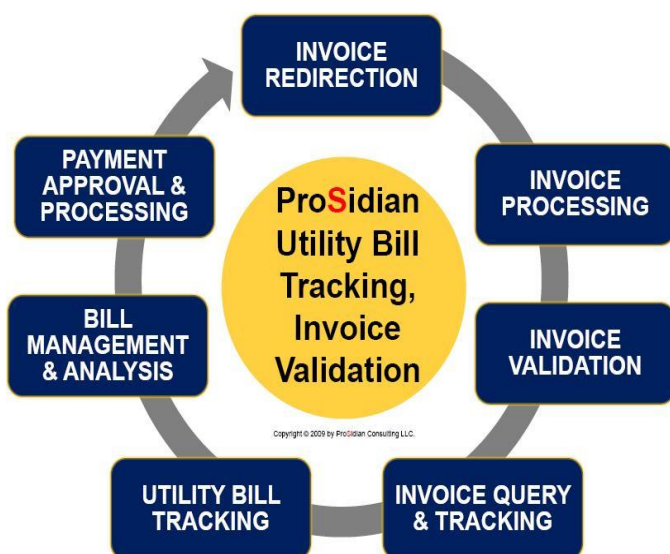 INVOICE
REDIRECTION
INVOICE
PROCESSING
INVOICE
VALIDATION
INVOICE QUERY
& TRACKING
UTILITY BILL
TRACKING
BILL
MANAGEMENT
& ANALYSIS
PAYMENT
APPROVAL &
PROCESSING
ProSidian
Utility Bill
Tracking,
Invoice
Validation
Copyright © 2009 by ProSidian Consulting LLC.